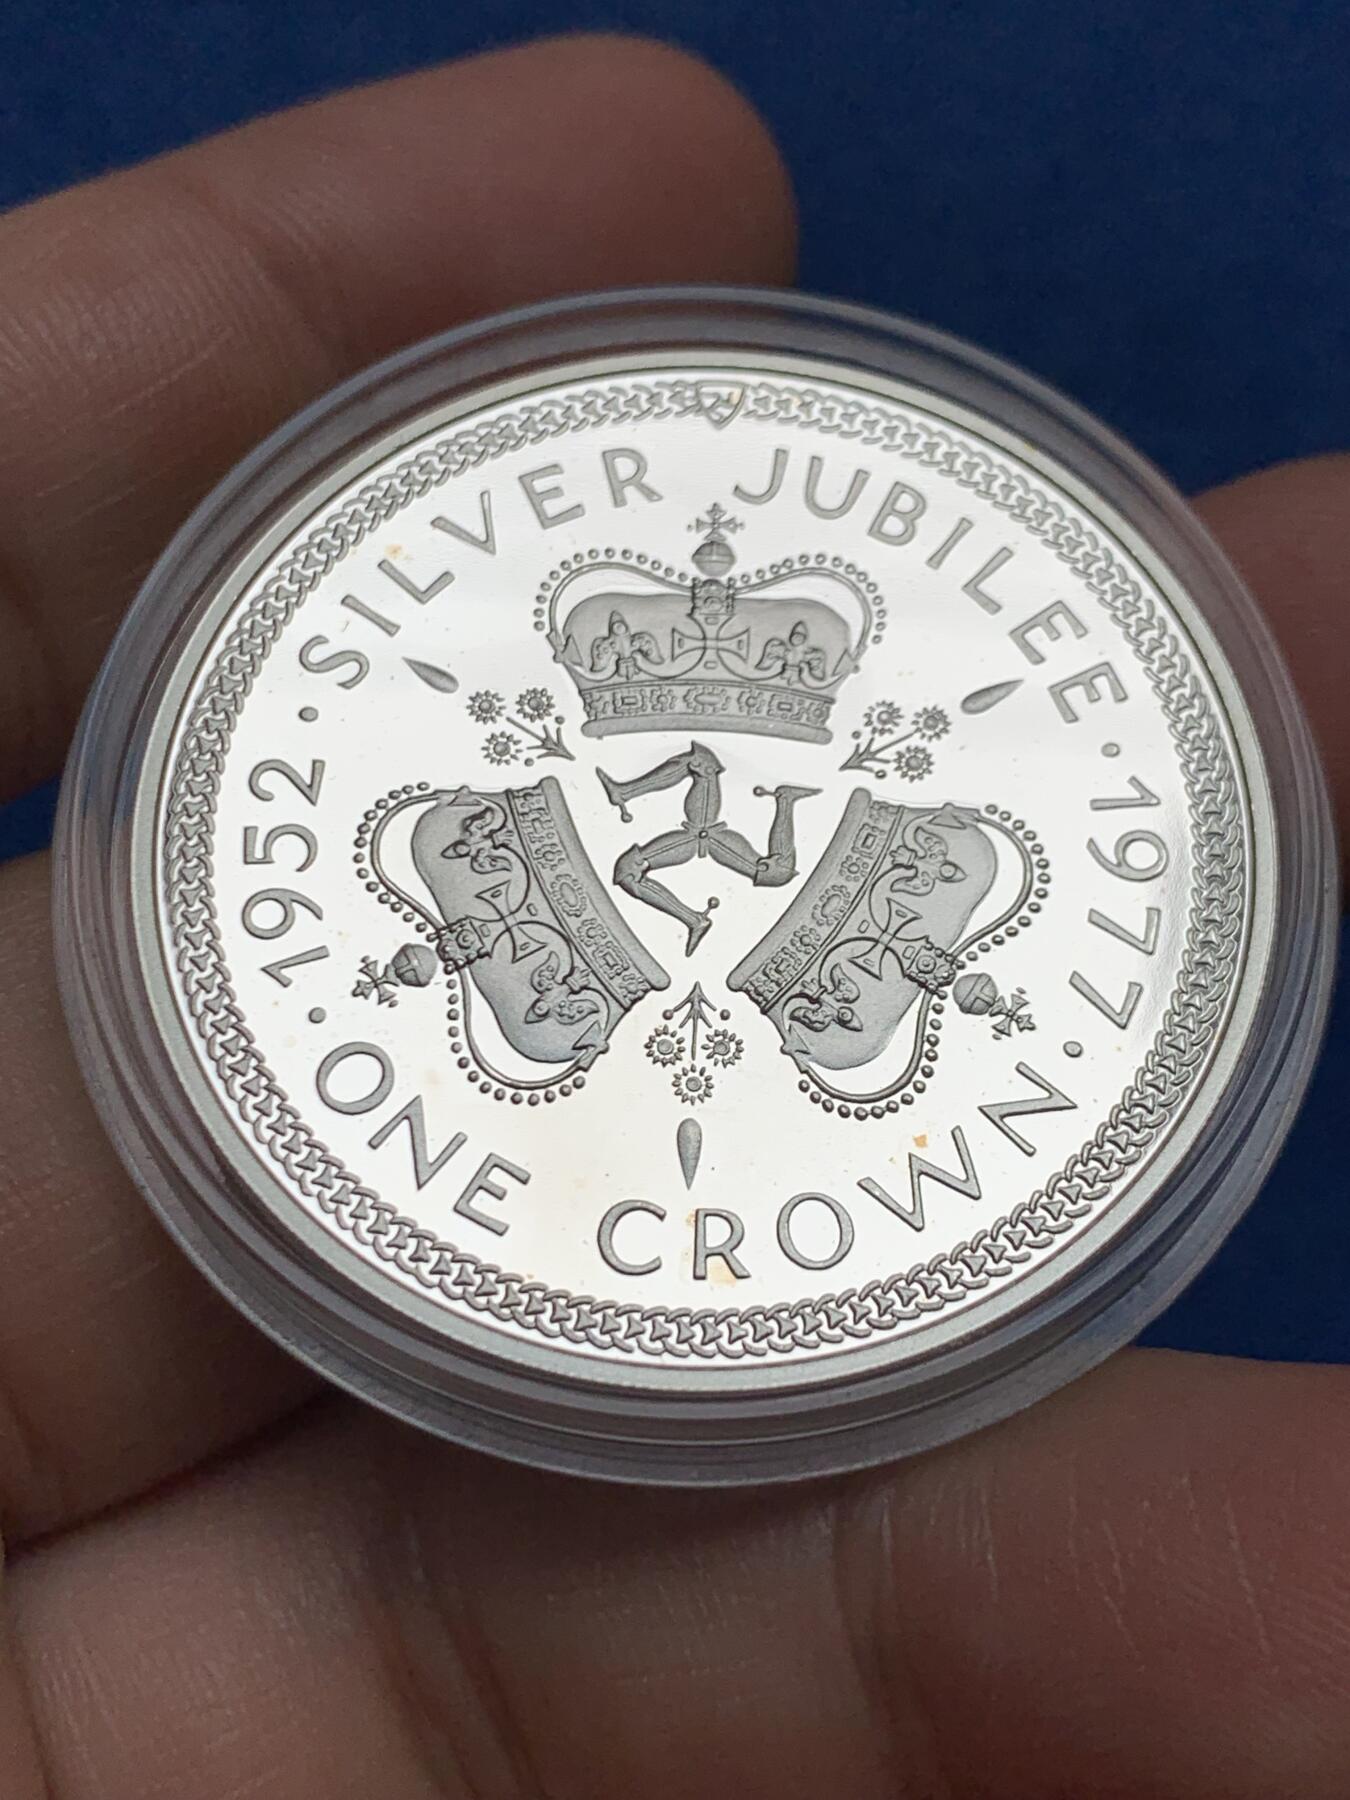 · 1952 · SILVER JUBILEE · 1977 ·
ONE CROWN